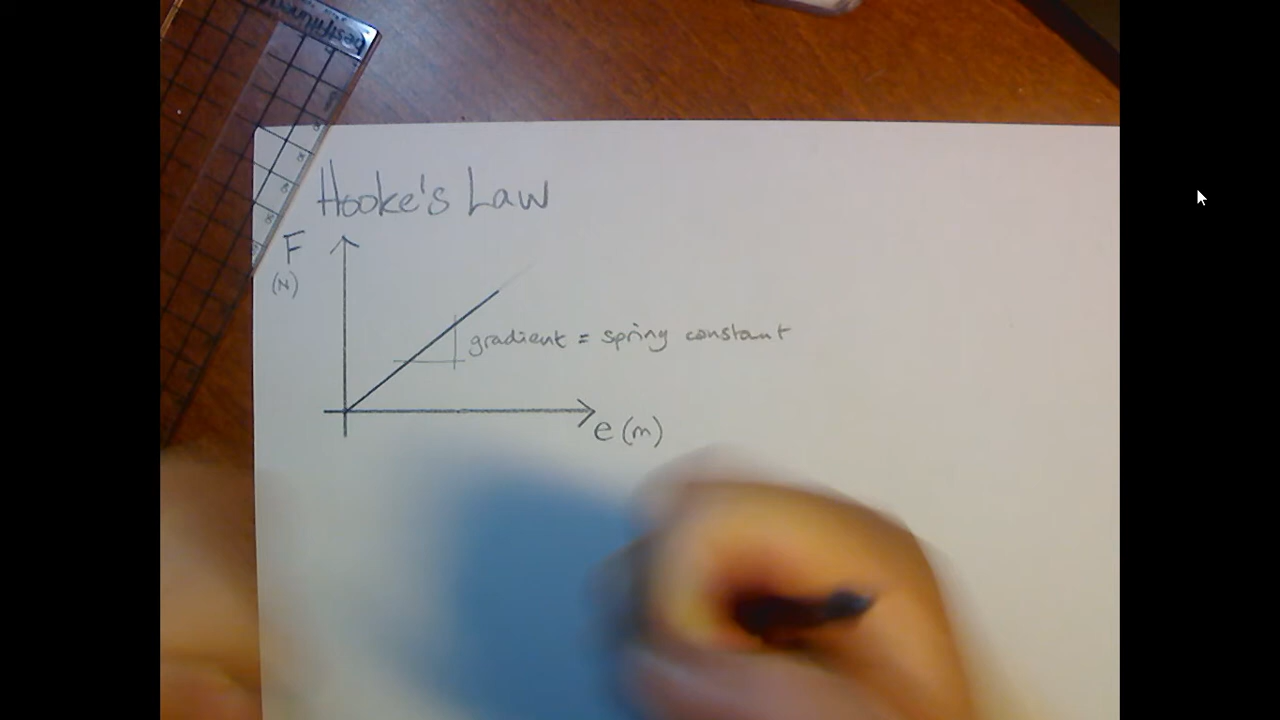 Hooke's Law
F
(N)
gradient = spring constant
e (m)